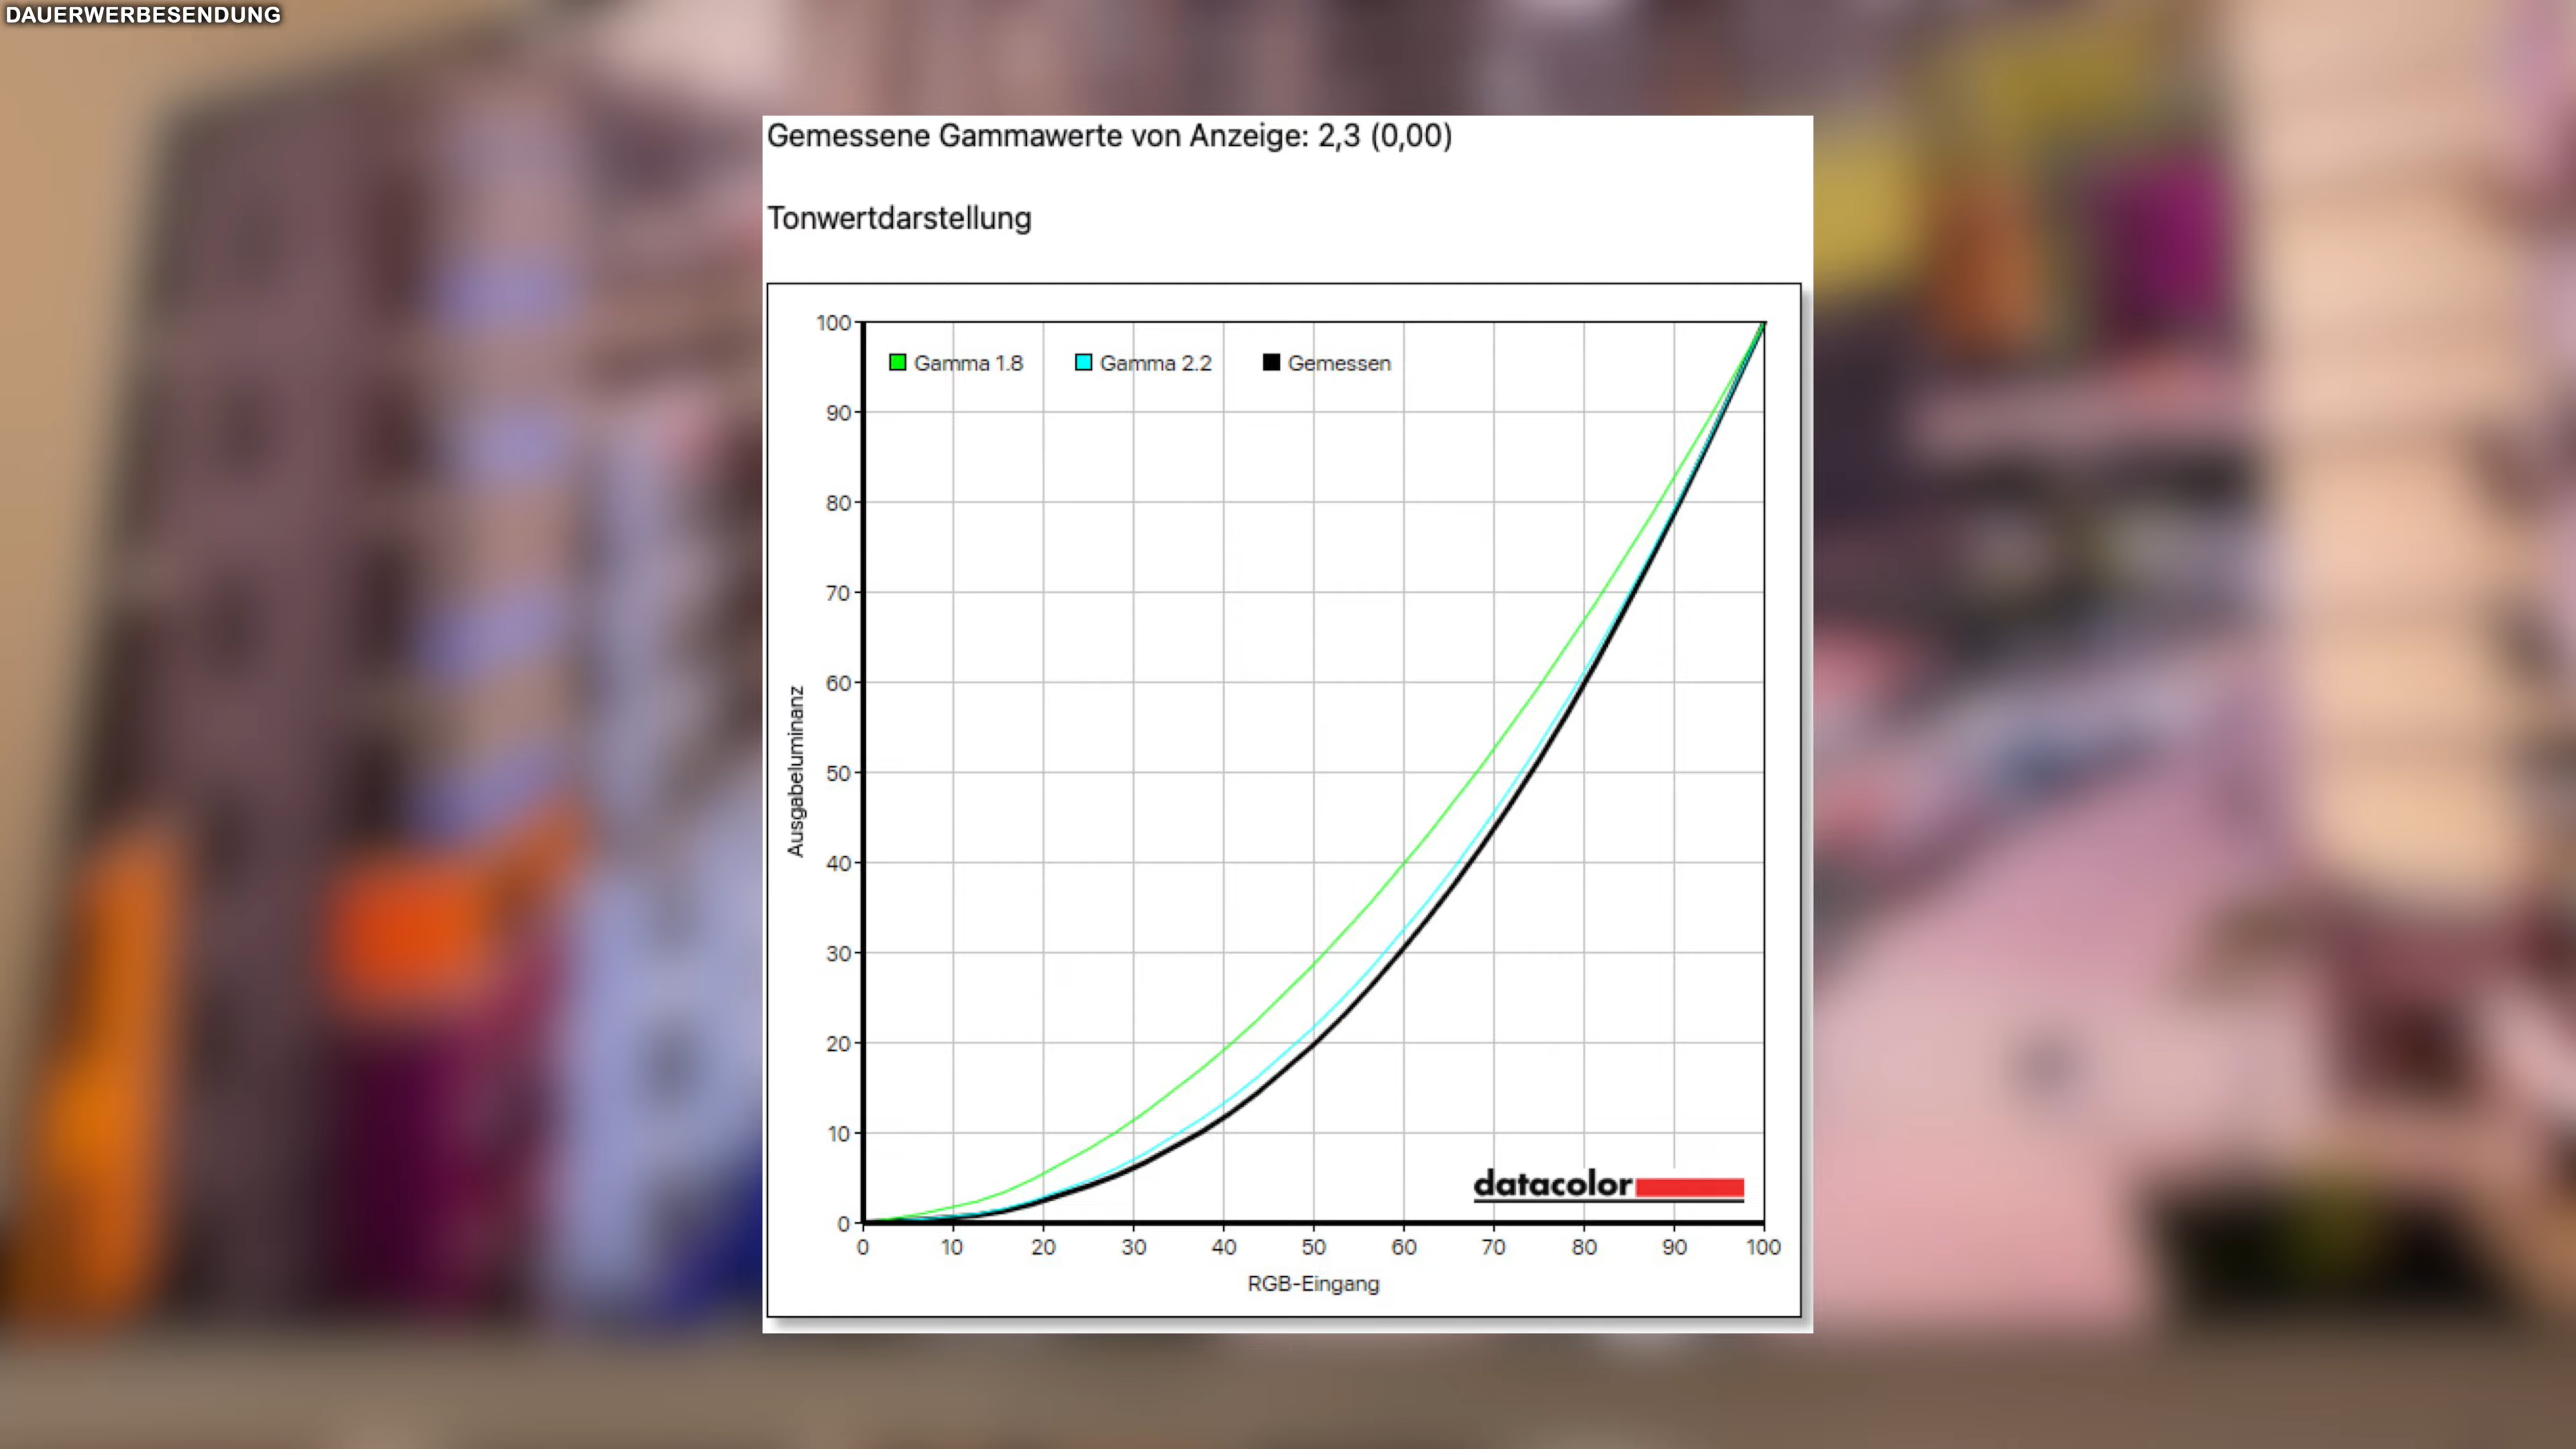 DAUERWERBESENDUNG
Gemessene Gammawerte von Anzeige: 2,3 (0,00)
Tonwertdarstellung
Gamma 1.8 Gamma 2.2 Gemessen
100
90
80
70
60
50
40
30
20
10
0
Ausgabeluminanz
datacolor
0 10 20 30 40 50 60 70 80 90 100
RGB-Eingang